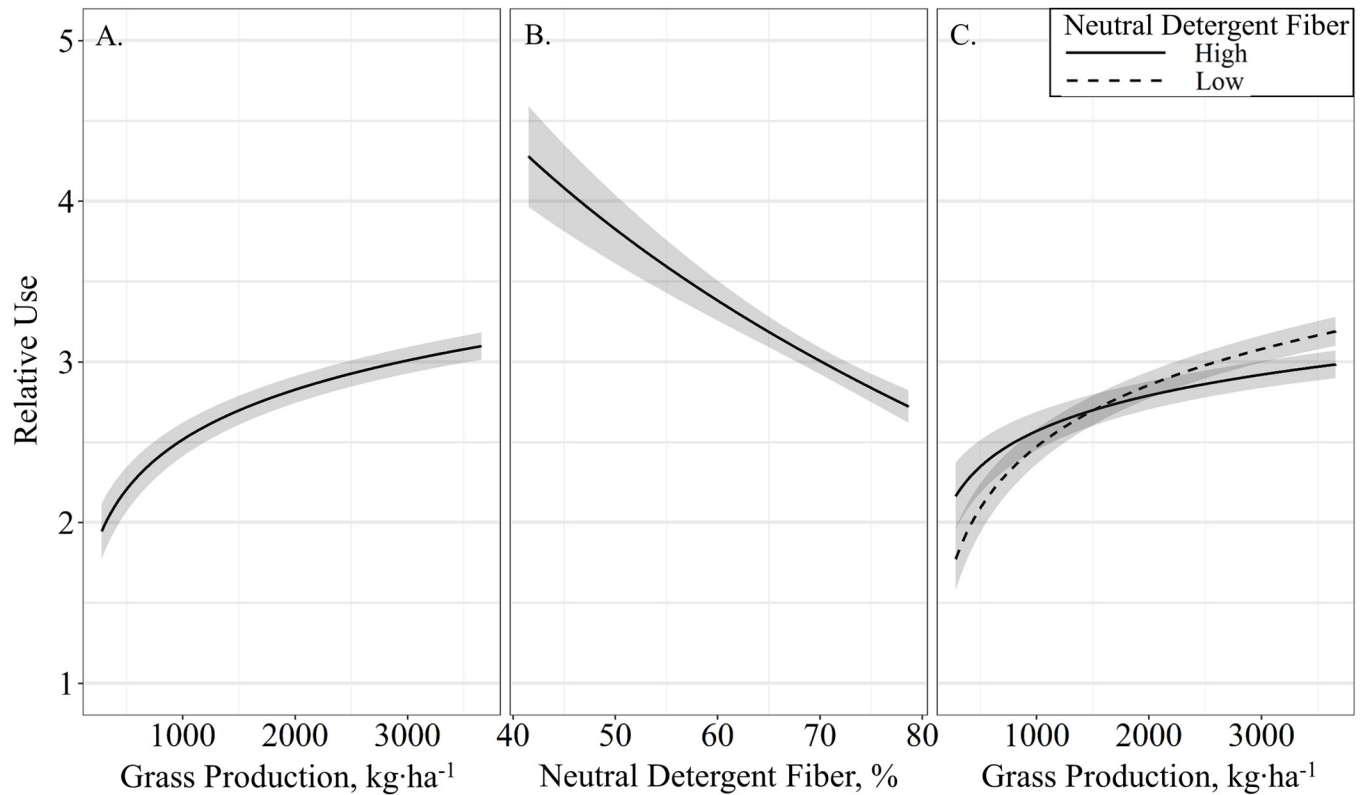 A.
B.
C.
Neutral Detergent Fiber
High
Low
5
4
3
2
1
Relative Use
1000 2000 3000
40 50 60 70 80
1000 2000 3000
Grass Production, kg·ha-1
Neutral Detergent Fiber, %
Grass Production, kg·ha-1